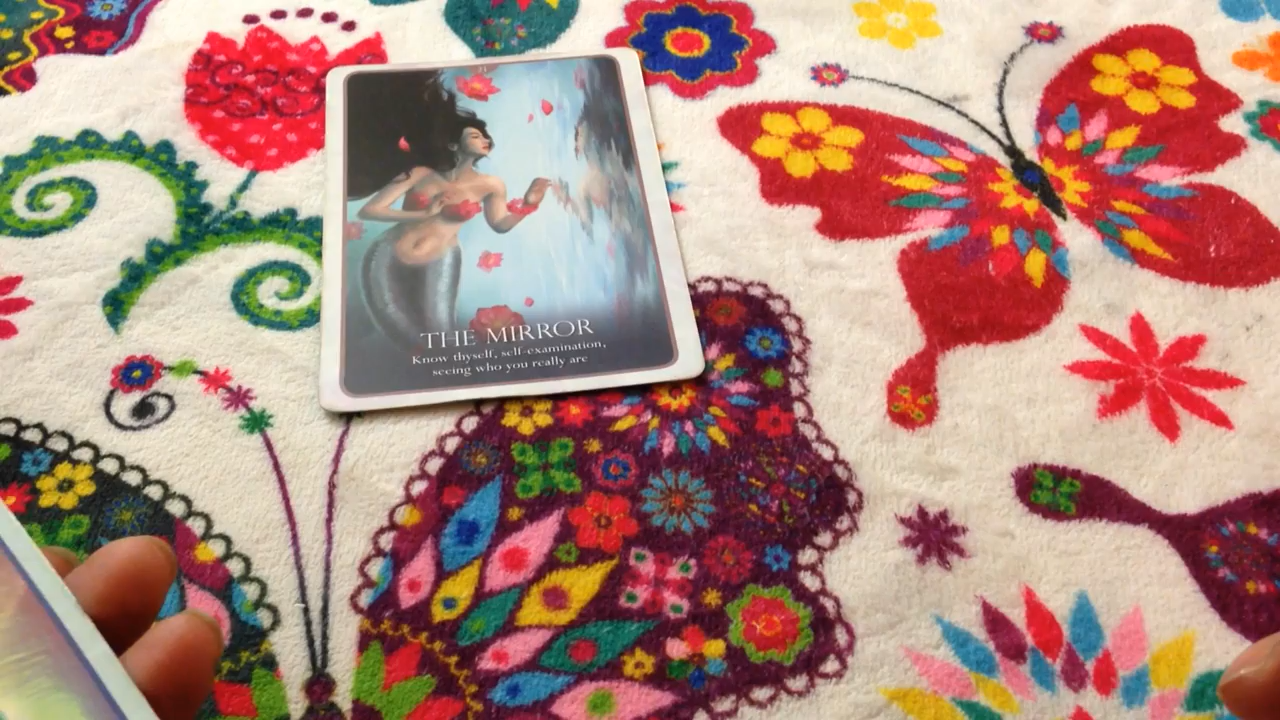 THE MIRROR
Know thyself, self-examination,
seeing who you really are